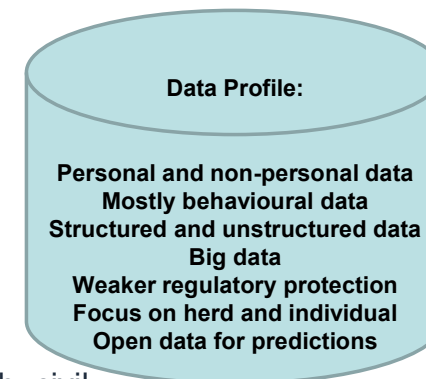 Data Profile:
Personal and non-personal data
Mostly behavioural data
Structured and unstructured data
Big data
Weaker regulatory protection
Focus on herd and individual
Open data for predictions